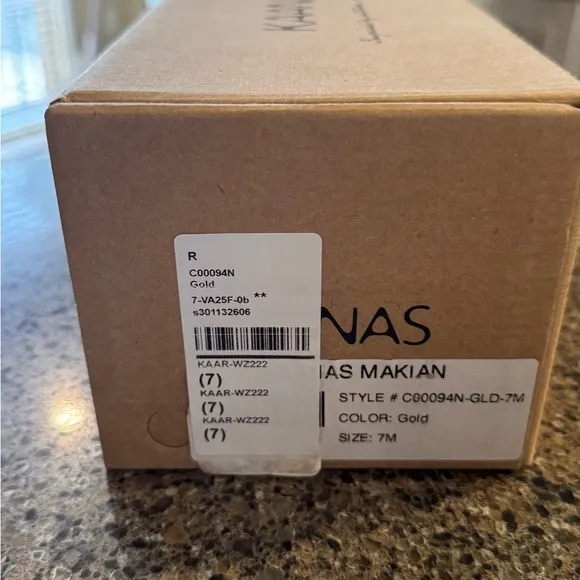 KAANAS
R
C00094N
Gold
7-VA25F-0b **
s301132606
KAAR-WZ222
(7)
KAAR-WZ222
(7)
KAAR-WZ222
(7)
NAS
NAS MAKIAN
STYLE # C00094N-GLD-7M
COLOR: Gold
SIZE: 7M